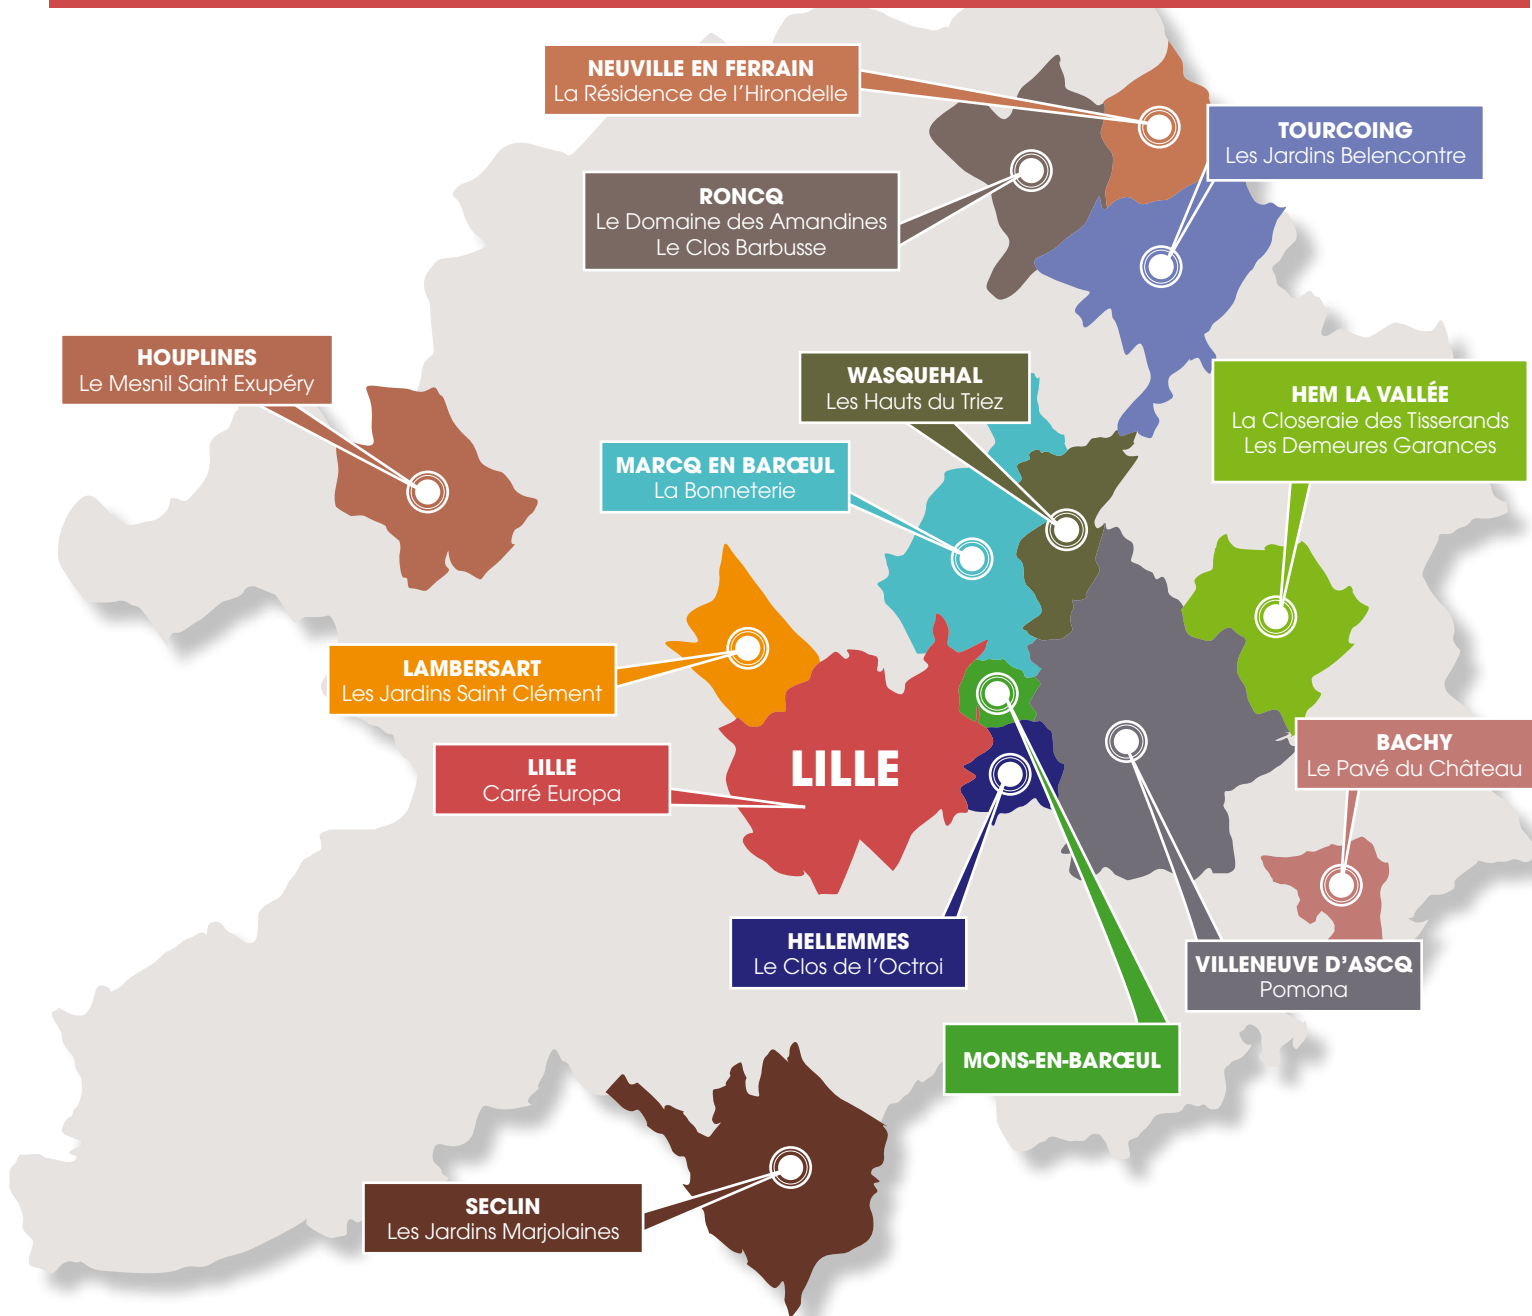 NEUVILLE EN FERRAIN
La Résidence de l'Hirondelle
TOURCOING
Les Jardins Belencontre
RONCQ
Le Domaine des Amandines
Le Clos Barbusse
HOUPLINES
Le Mesnil Saint Exupéry
WASQUEHAL
Les Hauts du Triez
HEM LA VALLÉE
La Closeraie des Tisserands
Les Demeures Garances
MARCQ EN BARŒUL
La Bonneterie
LAMBERSART
Les Jardins Saint Clément
LILLE
Carré Europa
LILLE
BACHY
Le Pavé du Château
HELLEMMES
Le Clos de l'Octroi
VILLENEUVE D'ASCQ
Pomona
MONS-EN-BARŒUL
SECLIN
Les Jardins Marjolaines